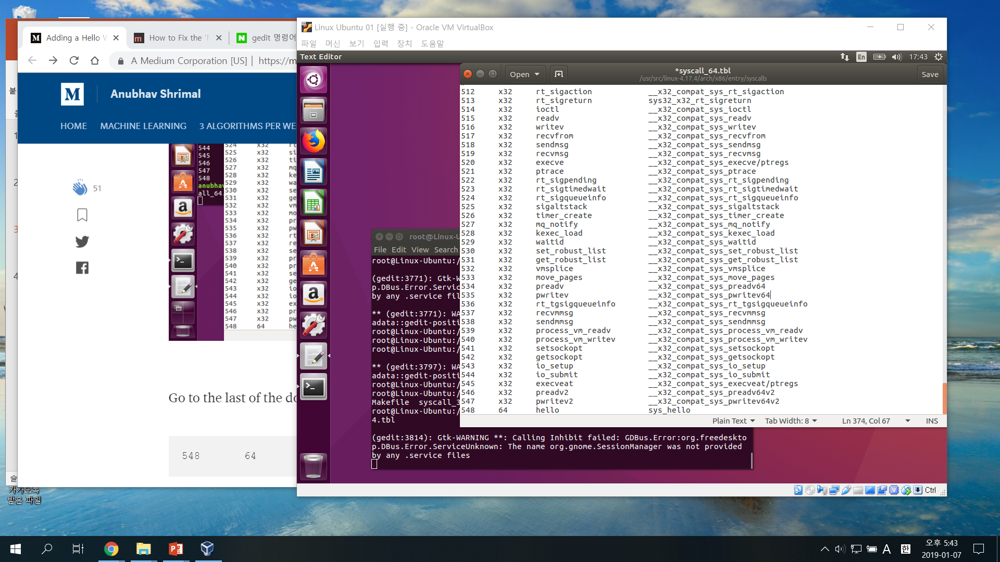 Adding a Hello W
How to Fix the 'N
gedit 명령어
A Medium Corporation [US] | https://m
Anubhav Shrimal
HOME MACHINE LEARNING 3 ALGORITHMS PER WE
51
544
545
546
547
548
anubhav
all_64.
524 x32 rt
525 x32 si
526 x32 ti
527 x32 mq
528 x32 ke
529 x32 wa
530 x32 se
531 x32 ge
532 x32 vm
533 x32 mo
534 x32 pr
535 x32 pw
536 x32 rt
537 x32 re
538 x32 se
539 x32 pr
540 x32 pr
541 x32 se
542 x32 ge
543 x32 io
544 x32 io
545 x32 ex
546 x32 pr
547 x32 pw
548 64 he
Go to the last of the do
548 64
붙
1
2
3
4
슬
카카오톡
받은 파일
Linux Ubuntu 01 [실행 중] - Oracle VM VirtualBox
파일 머신 보기 입력 장치 도움말
Text Editor
En
17:43
Open
*syscall_64.tbl
/usr/src/linux-4.17.4/arch/x86/entry/syscalls
Save
512 x32 rt_sigaction __x32_compat_sys_rt_sigaction
513 x32 rt_sigreturn sys32_x32_rt_sigreturn
514 x32 ioctl __x32_compat_sys_ioctl
515 x32 readv __x32_compat_sys_readv
516 x32 writev __x32_compat_sys_writev
517 x32 recvfrom __x32_compat_sys_recvfrom
518 x32 sendmsg __x32_compat_sys_sendmsg
519 x32 recvmsg __x32_compat_sys_recvmsg
520 x32 execve __x32_compat_sys_execve/ptregs
521 x32 ptrace __x32_compat_sys_ptrace
522 x32 rt_sigpending __x32_compat_sys_rt_sigpending
523 x32 rt_sigtimedwait __x32_compat_sys_rt_sigtimedwait
524 x32 rt_sigqueueinfo __x32_compat_sys_rt_sigqueueinfo
525 x32 sigaltstack __x32_compat_sys_sigaltstack
526 x32 timer_create __x32_compat_sys_timer_create
527 x32 mq_notify __x32_compat_sys_mq_notify
528 x32 kexec_load __x32_compat_sys_kexec_load
529 x32 waitid __x32_compat_sys_waitid
530 x32 set_robust_list __x32_compat_sys_set_robust_list
531 x32 get_robust_list __x32_compat_sys_get_robust_list
532 x32 vmsplice __x32_compat_sys_vmsplice
533 x32 move_pages __x32_compat_sys_move_pages
534 x32 preadv __x32_compat_sys_preadv64
535 x32 pwritev __x32_compat_sys_pwritev64
536 x32 rt_tgsigqueueinfo __x32_compat_sys_rt_tgsigqueueinfo
537 x32 recvmmsg __x32_compat_sys_recvmmsg
538 x32 sendmmsg __x32_compat_sys_sendmmsg
539 x32 process_vm_readv __x32_compat_sys_process_vm_readv
540 x32 process_vm_writev __x32_compat_sys_process_vm_writev
541 x32 setsockopt __x32_compat_sys_setsockopt
542 x32 getsockopt __x32_compat_sys_getsockopt
543 x32 io_setup __x32_compat_sys_io_setup
544 x32 io_submit __x32_compat_sys_io_submit
545 x32 execveat __x32_compat_sys_execveat/ptregs
546 x32 preadv2 __x32_compat_sys_preadv64v2
547 x32 pwritev2 __x32_compat_sys_pwritev64v2
548 64 hello sys_hello
Plain Text Tab Width: 8 Ln 374, Col 67 INS
root@Linux-U
File Edit View Search
root@Linux-Ubuntu:/
(gedit:3771): Gtk-W
p.DBus.Error.Servic
by any .service fil
** (gedit:3771): WA
adata::gedit-positi
root@Linux-Ubuntu:/
root@Linux-Ubuntu:/
root@Linux-Ubuntu:/
** (gedit:3797): WA
adata::gedit-positi
root@Linux-Ubuntu:/
root@Linux-Ubuntu:/
Makefile syscall_3
root@Linux-Ubuntu:/
4.tbl
(gedit:3814): Gtk-WARNING **: Calling Inhibit failed: GDBus.Error:org.freedeskto
p.DBus.Error.ServiceUnknown: The name org.gnome.SessionManager was not provided
by any .service files
Ctrl
A 한
오후 5:43
2019-01-07